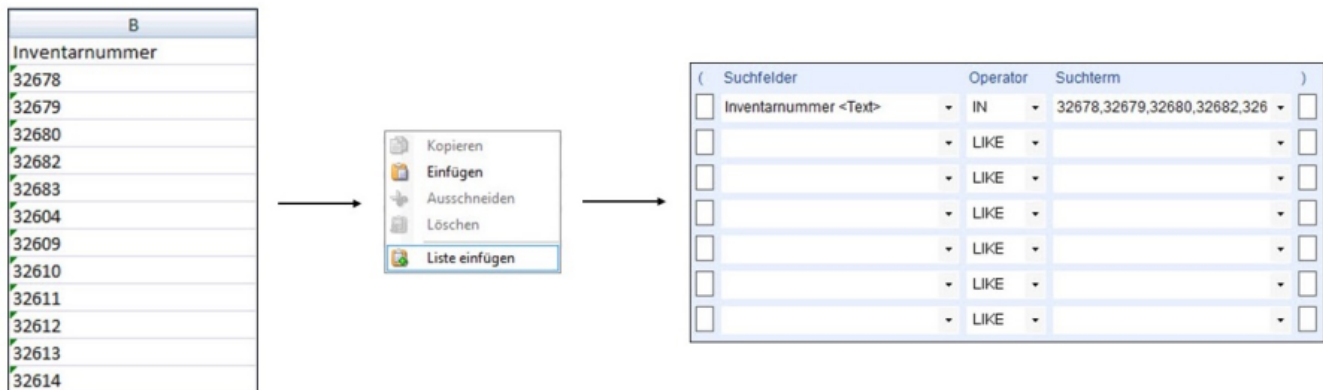 B
Inventarnummer
32678
32679
32680
32682
32683
32604
32609
32610
32611
32612
32613
32614
Kopieren
Einfügen
Ausschneiden
Löschen
Liste einfügen
( Suchfelder Operator Suchterm )
Inventarnummer <Text> IN 32678,32679,32680,32682,326
LIKE
LIKE
LIKE
LIKE
LIKE
LIKE